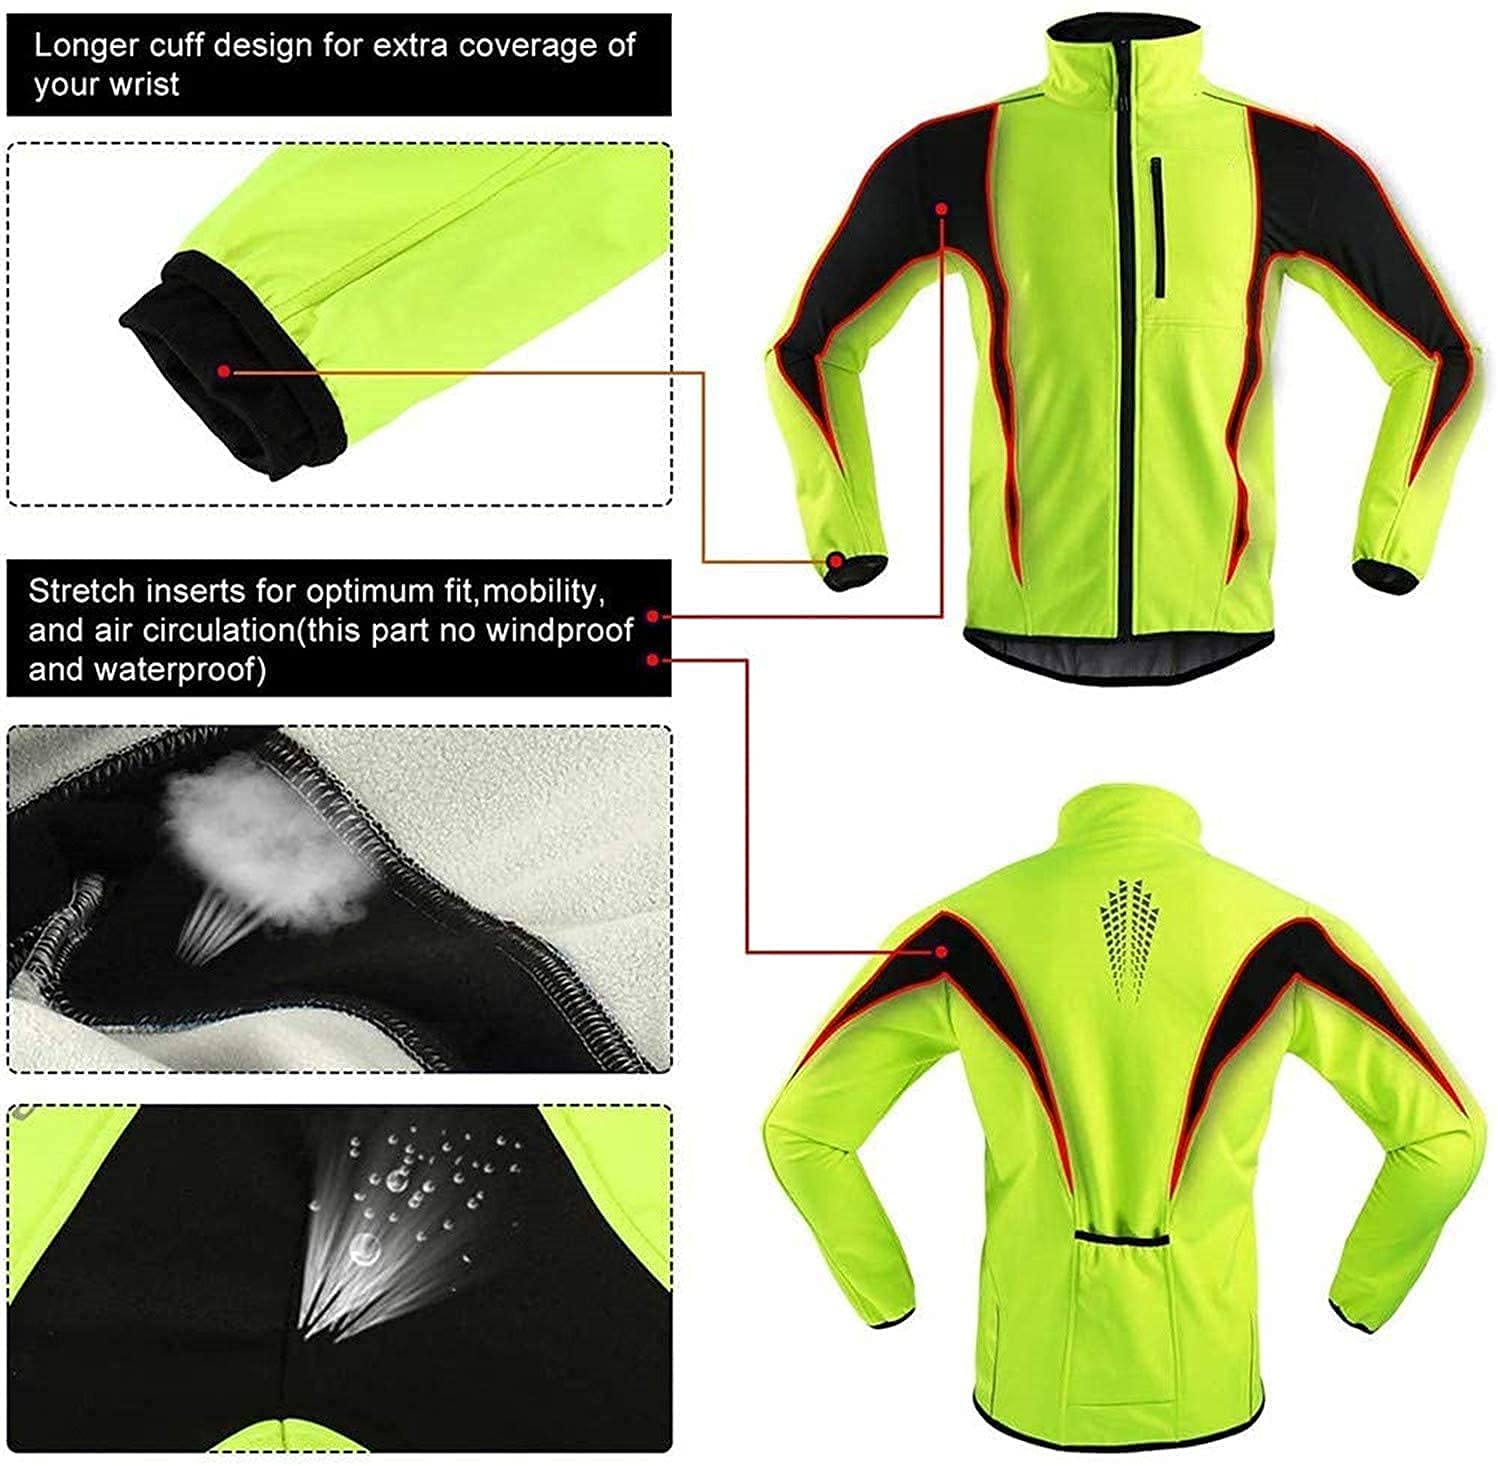 Longer cuff design for extra coverage of
your wrist
Stretch inserts for optimum fit,mobility,
and air circulation(this part no windproof
and waterproof)